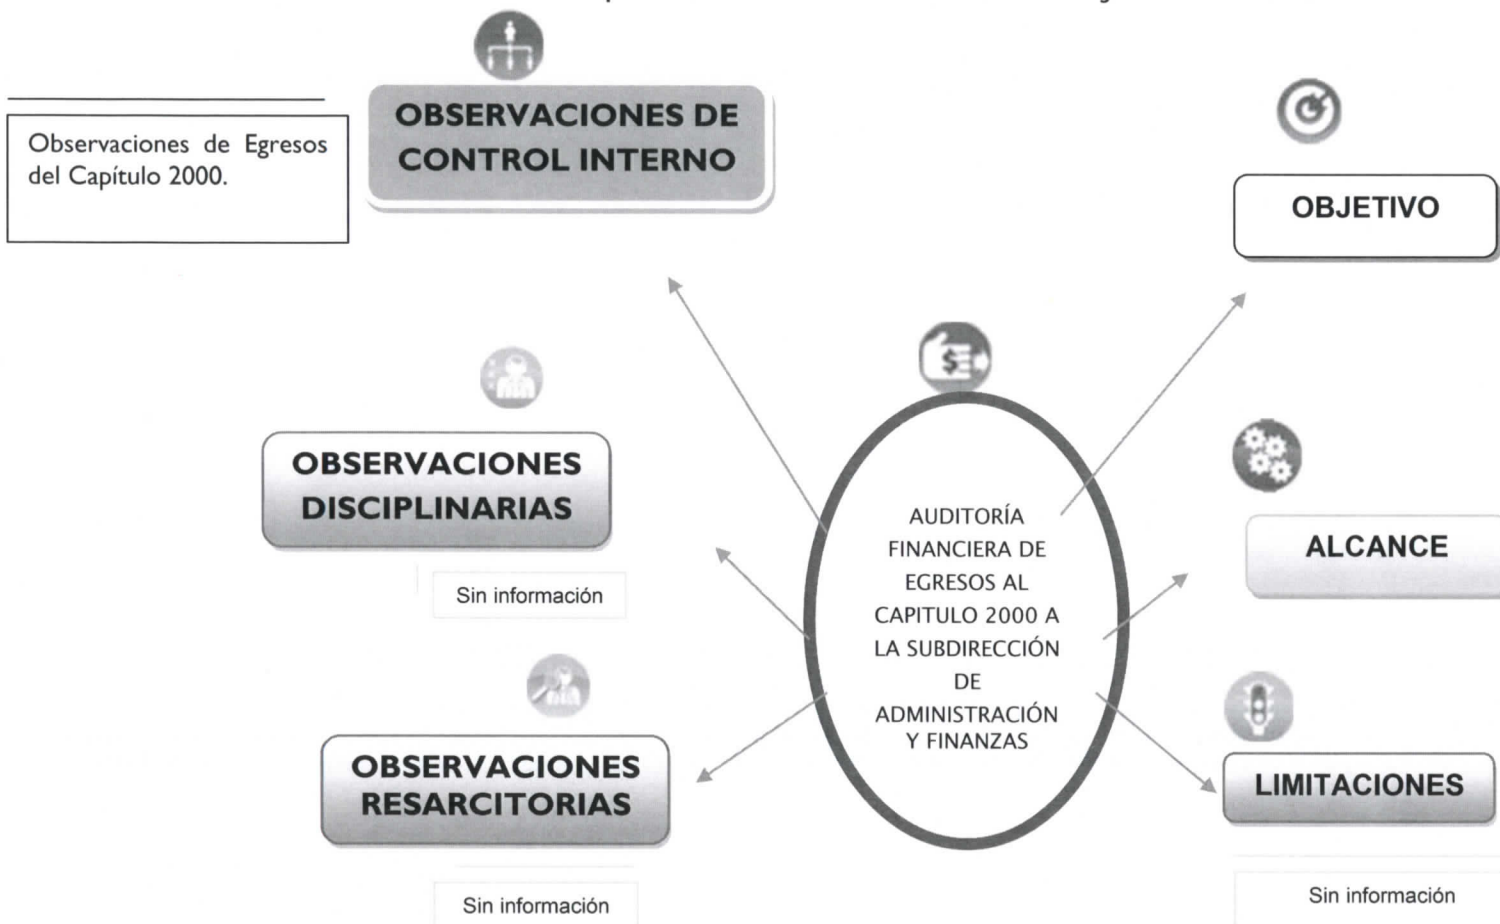 OBSERVACIONES DE
CONTROL INTERNO
Observaciones de Egresos
del Capítulo 2000.
OBJETIVO
OBSERVACIONES
DISCIPLINARIAS
Sin información
AUDITORÍA
FINANCIERA DE
EGRESOS AL
CAPITULO 2000 A
LA SUBDIRECCIÓN
DE
ADMINISTRACIÓN
Y FINANZAS
ALCANCE
OBSERVACIONES
RESARCITORIAS
Sin información
LIMITACIONES
Sin información